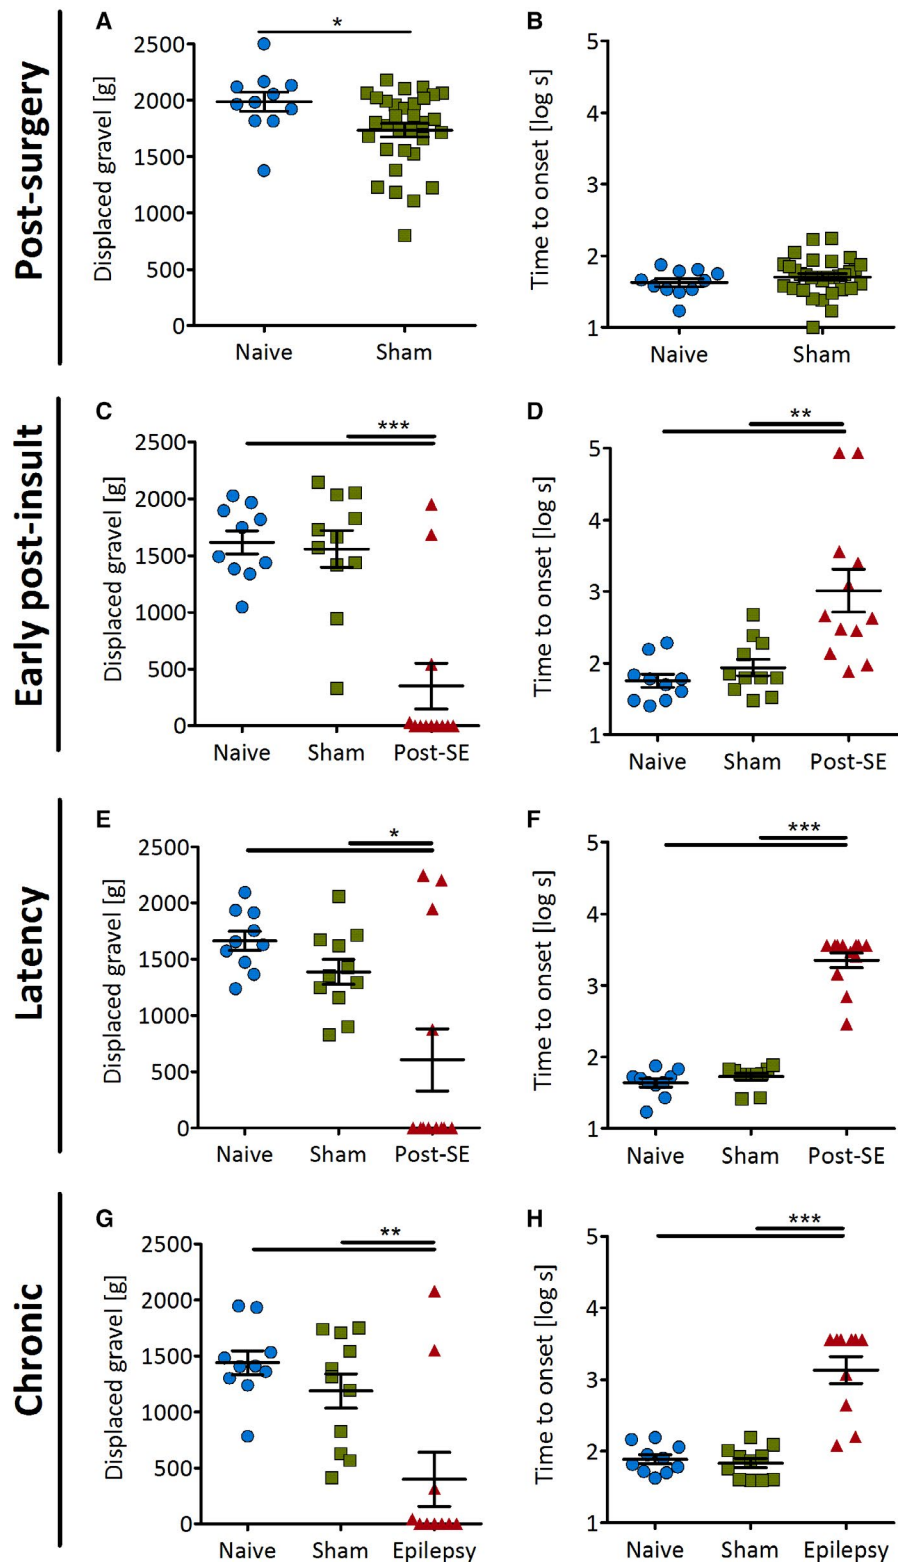 Post-surgery
A
*
Displaced gravel [g]
2500
2000
1500
1000
500
0
Naive Sham
B
Time to onset [log s]
5
4
3
2
1
Naive Sham
Early post-insult
C
***
Displaced gravel [g]
2500
2000
1500
1000
500
0
Naive Sham Post-SE
D
**
Time to onset [log s]
5
4
3
2
1
Naive Sham Post-SE
Latency
E
*
Displaced gravel [g]
2500
2000
1500
1000
500
0
Naive Sham Post-SE
F
***
Time to onset [log s]
5
4
3
2
1
Naive Sham Post-SE
Chronic
G
**
Displaced gravel [g]
2500
2000
1500
1000
500
0
Naive Sham Epilepsy
H
***
Time to onset [log s]
5
4
3
2
1
Naive Sham Epilepsy